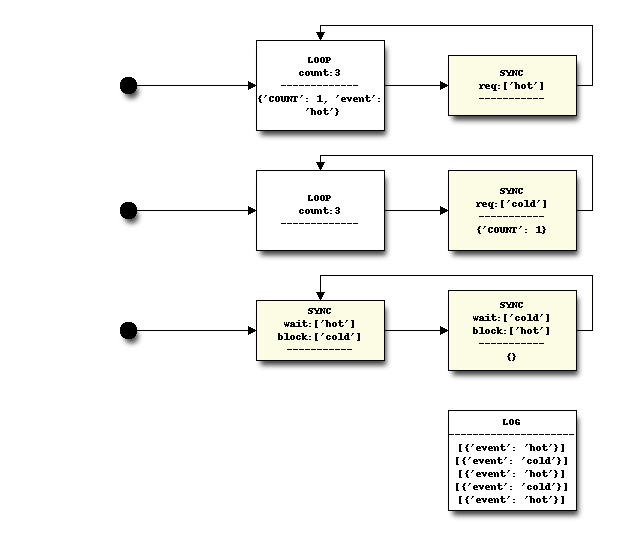 LOOP
count:3
-------------
{'COUNT': 1, 'event':
'hot'}
SYNC
req:['hot']
-----------
LOOP
count:3
-------------
SYNC
req:['cold']
-----------
{'COUNT': 1}
SYNC
wait:['hot']
block:['cold']
-----------
SYNC
wait:['cold']
block:['hot']
-----------
{}
LOG
---------------------
[{'event': 'hot'}]
[{'event': 'cold'}]
[{'event': 'hot'}]
[{'event': 'cold'}]
[{'event': 'hot'}]